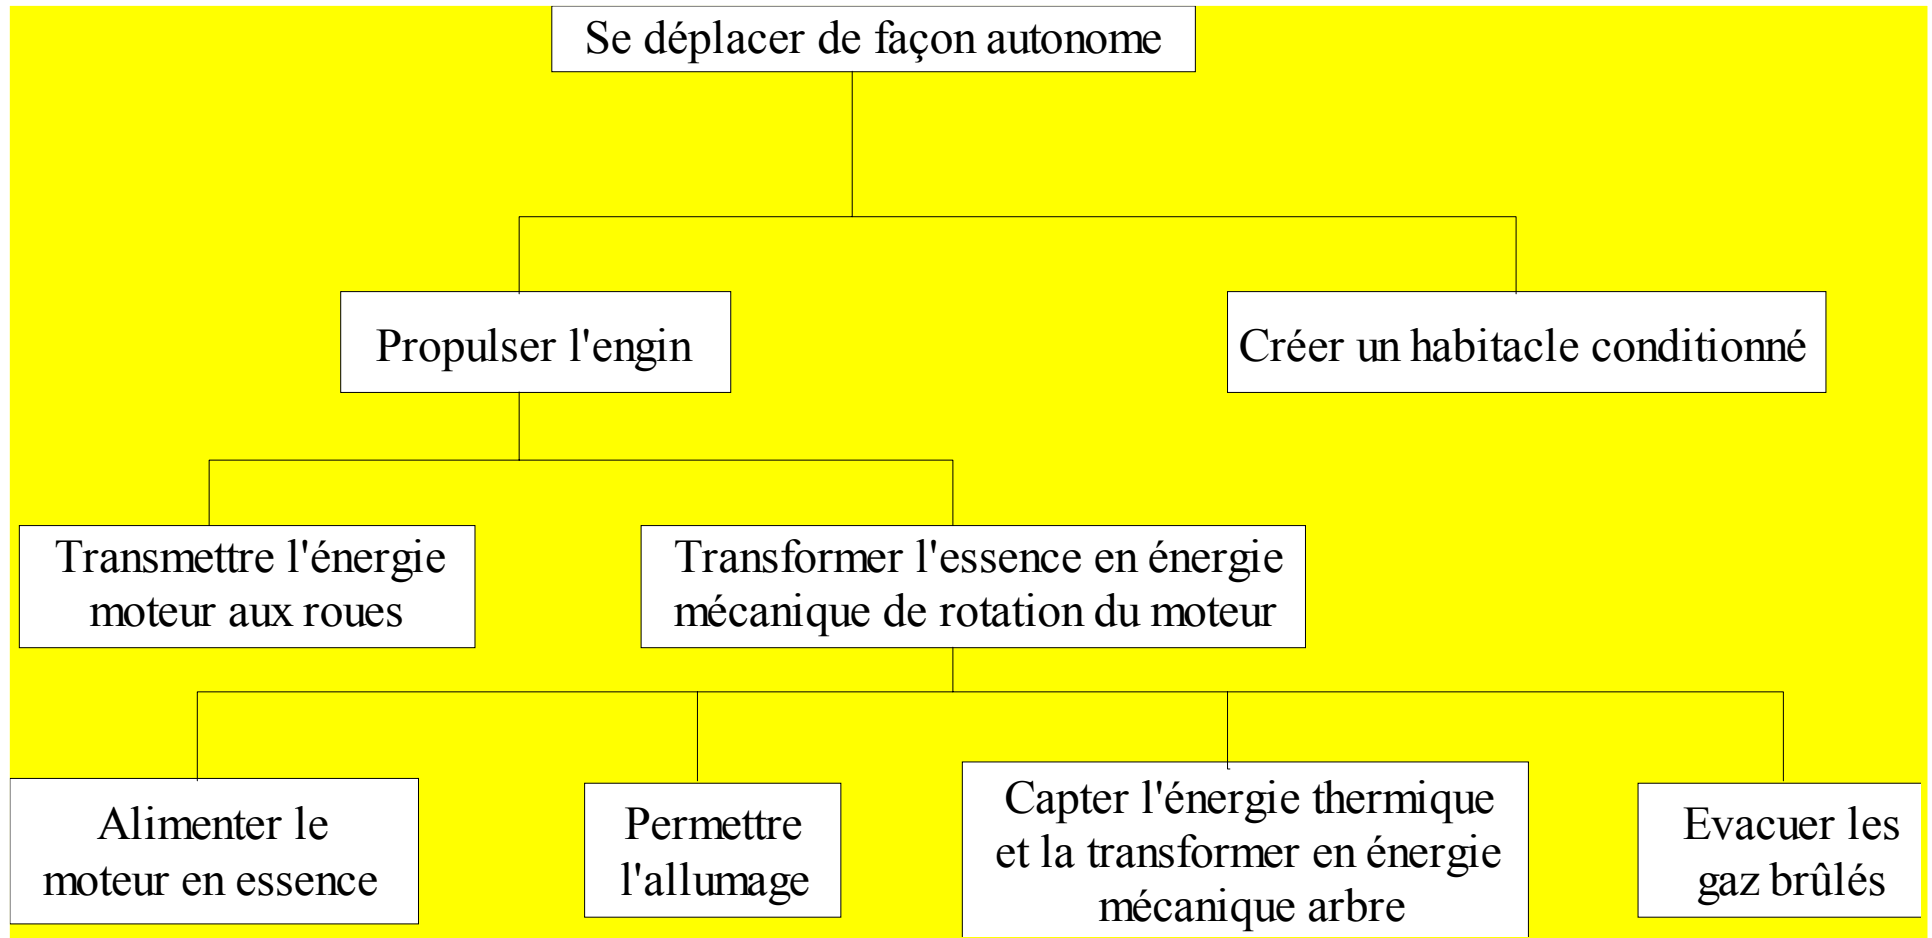 Se déplacer de façon autonome
Propulser l'engin
Créer un habitacle conditionné
Transmettre l'énergie
moteur aux roues
Transformer l'essence en énergie
mécanique de rotation du moteur
Alimenter le
moteur en essence
Permettre
l'allumage
Capter l'énergie thermique
et la transformer en énergie
mécanique arbre
Evacuer les
gaz brûlés